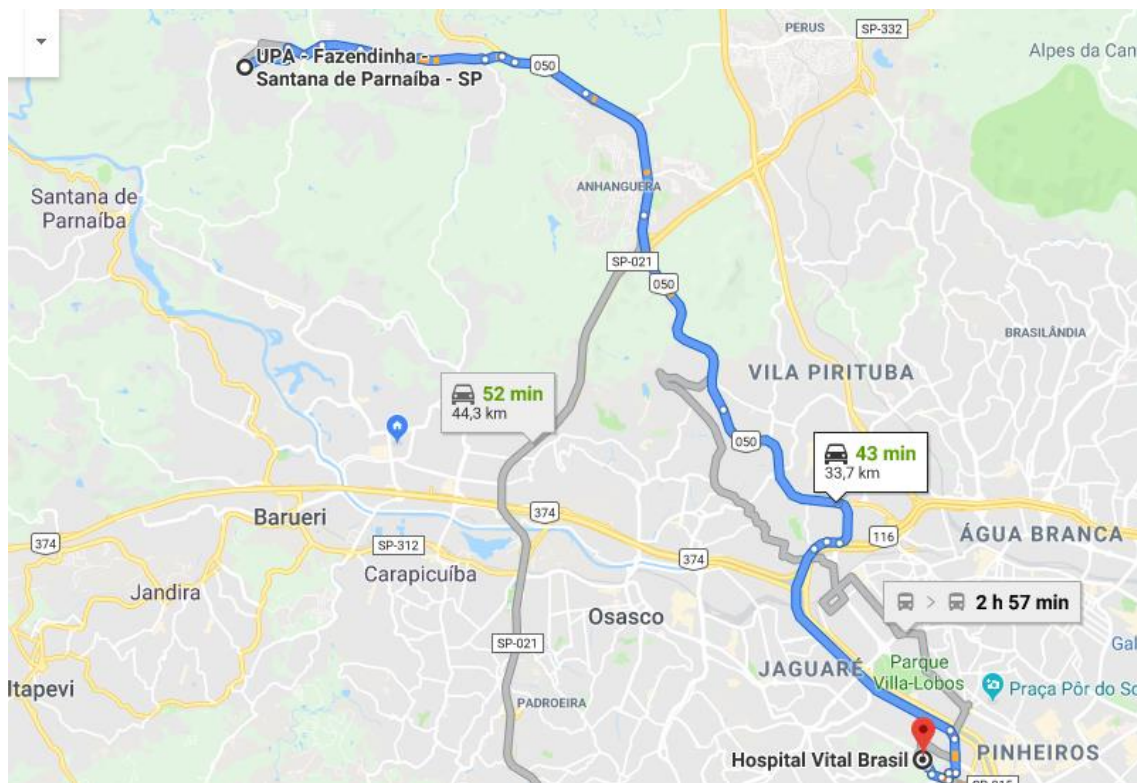 PERUS
SP-332
Alpes da Can
UPA - Fazendinha -
Santana de Parnaíba - SP
050
ANHANGUERA
Santana de
Parnaíba
SP-021
050
BRASILÂNDIA
VILA PIRITUBA
52 min
44,3 km
050
43 min
33,7 km
374
Barueri
116
ÁGUA BRANCA
374
SP-312
374
Carapicuíba
Jandira
2 h 57 min
Osasco
SP-021
Gal
JAGUARÉ
Parque
Villa-Lobos
Itapevi
Praça Pôr do So
PADROEIRA
Hospital Vital Brasil
PINHEIROS
SP-015